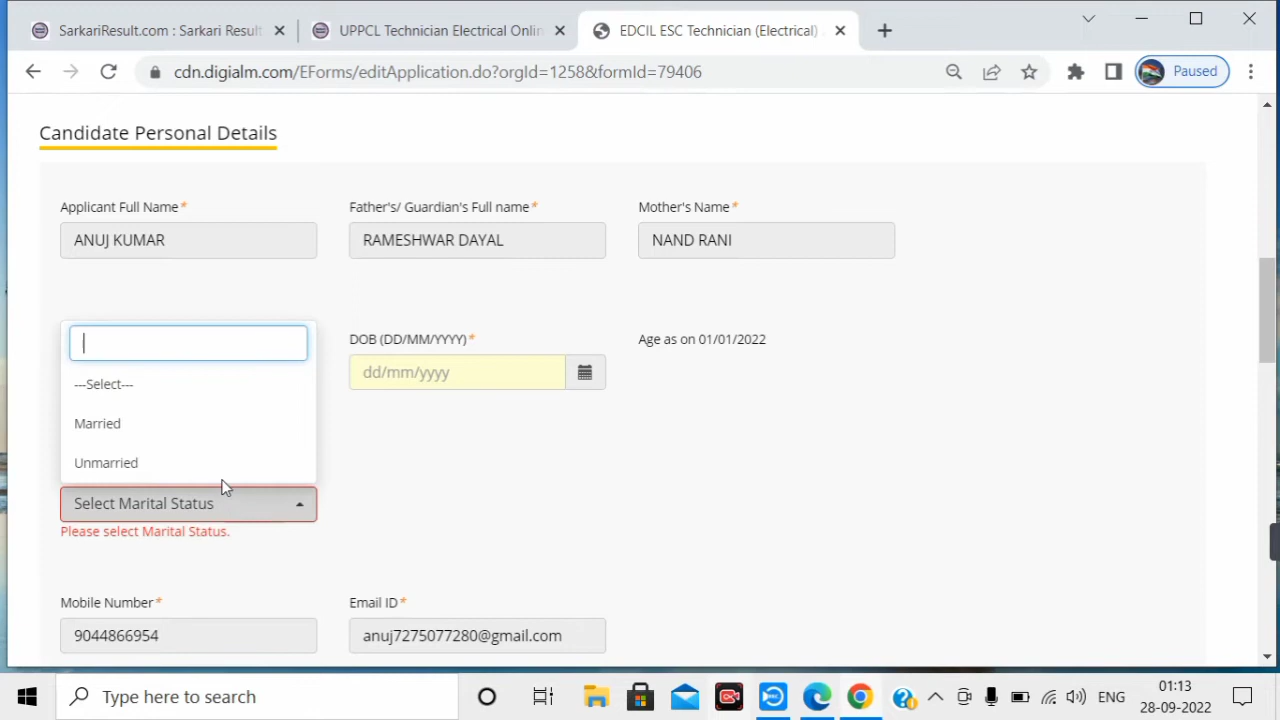 SarkariResult.com : Sarkari Result
UPPCL Technician Electrical Onlin
EDCIL ESC Technician (Electrical)
cdn.digialm.com/EForms/editApplication.do?orgId=1258&formId=79406
Paused
Candidate Personal Details
Applicant Full Name* Father's/ Guardian's Full name* Mother's Name*
ANUJ KUMAR RAMESHWAR DAYAL NAND RANI
DOB (DD/MM/YYYY)* Age as on 01/01/2022
dd/mm/yyyy
---Select---
Married
Unmarried
Select Marital Status
Please select Marital Status.
Mobile Number* Email ID*
9044866954 anuj7275077280@gmail.com
Type here to search
ENG
01:13
28-09-2022